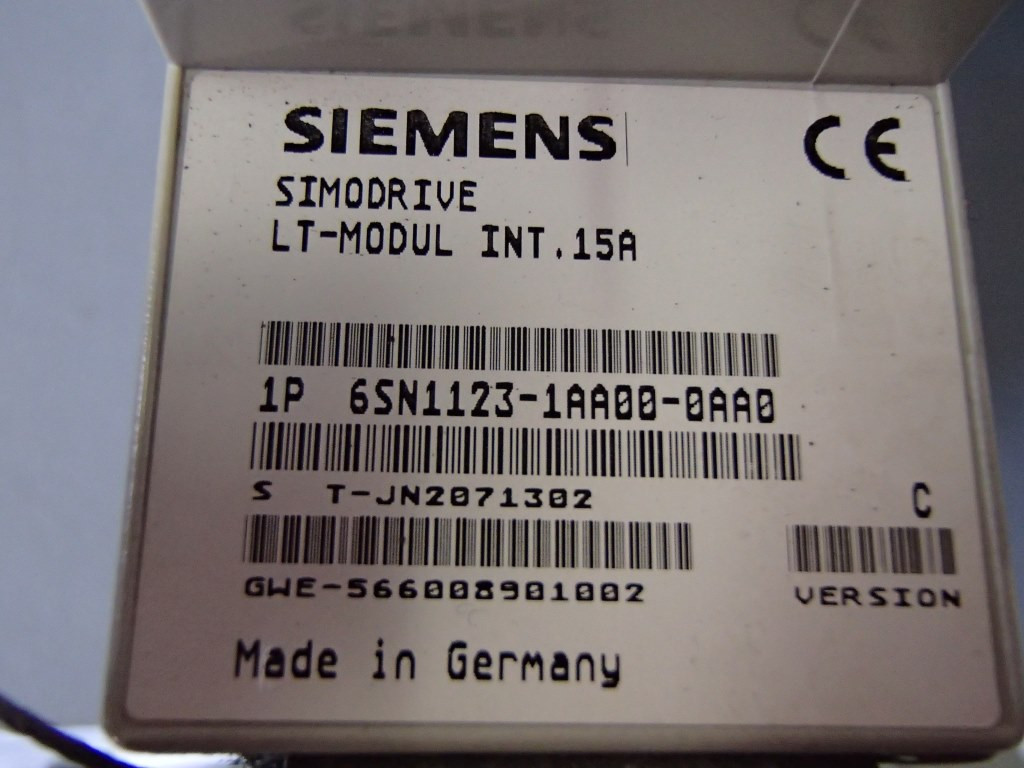 SIEMENS
CE
SIMODRIVE
LT-MODUL INT.15A
1P 6SN1123-1AA00-0AA0
S T-JN2071302
C
GWE-566008901002
VERSION
Made in Germany